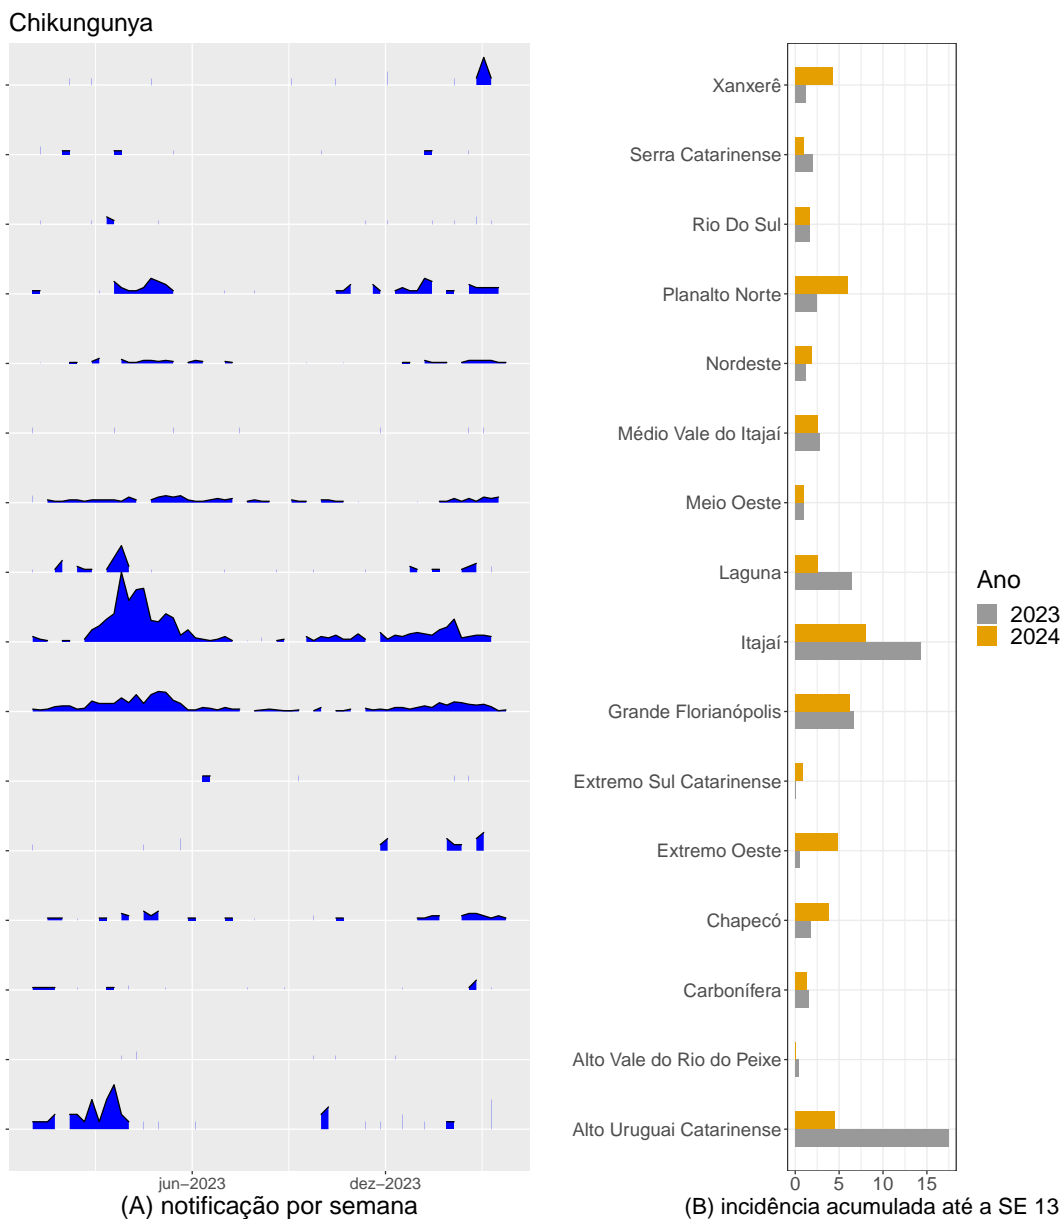 Chikungunya
Xanxerê
Serra Catarinense
Rio Do Sul
Planalto Norte
Nordeste
Médio Vale do Itajaí
Meio Oeste
Laguna
Itajaí
Grande Florianópolis
Extremo Sul Catarinense
Extremo Oeste
Chapecó
Carbonífera
Alto Vale do Rio do Peixe
Alto Uruguai Catarinense
Ano
2023
2024
jun−2023 dez−2023
(A) notificação por semana
0 5 10 15
(B) incidência acumulada até a SE 13